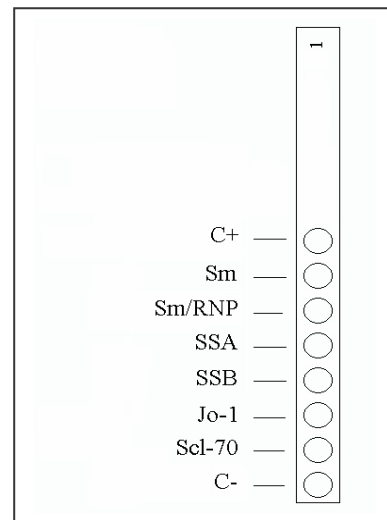 1
C+
Sm
Sm/RNP
SSA
SSB
Jo-1
Scl-70
C-